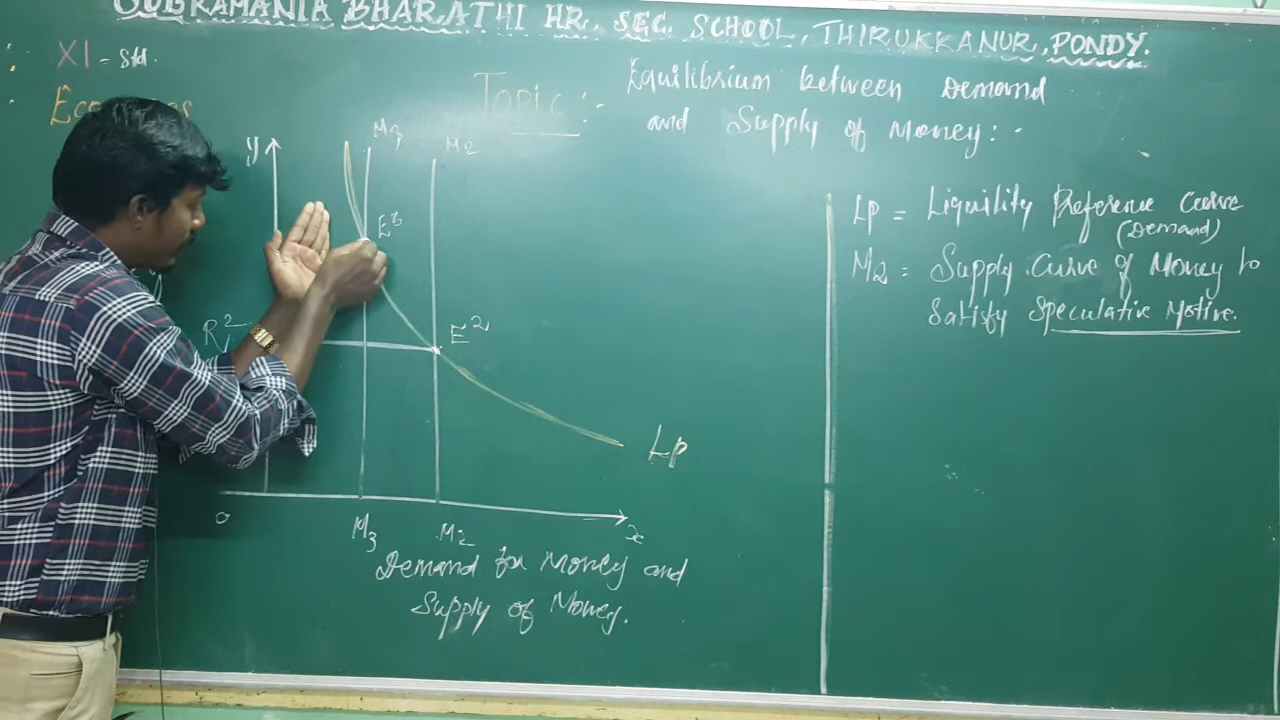 SUBRAMANIA BHARATHI HR. SEC. SCHOOL, THIRUKKANUR, PONDY.
XI - Std.
Topic :-
Equilibrium between Demand
and Supply of Money: -
y
M3
M2
E3
R2
E2
Lp
o
M3
M2
x
Demand for Money and
Supply of Money.
Lp = Liquility Preference Curve
(Demand)
M2 = Supply Curve of Money to
Satisfy Speculative Motive.